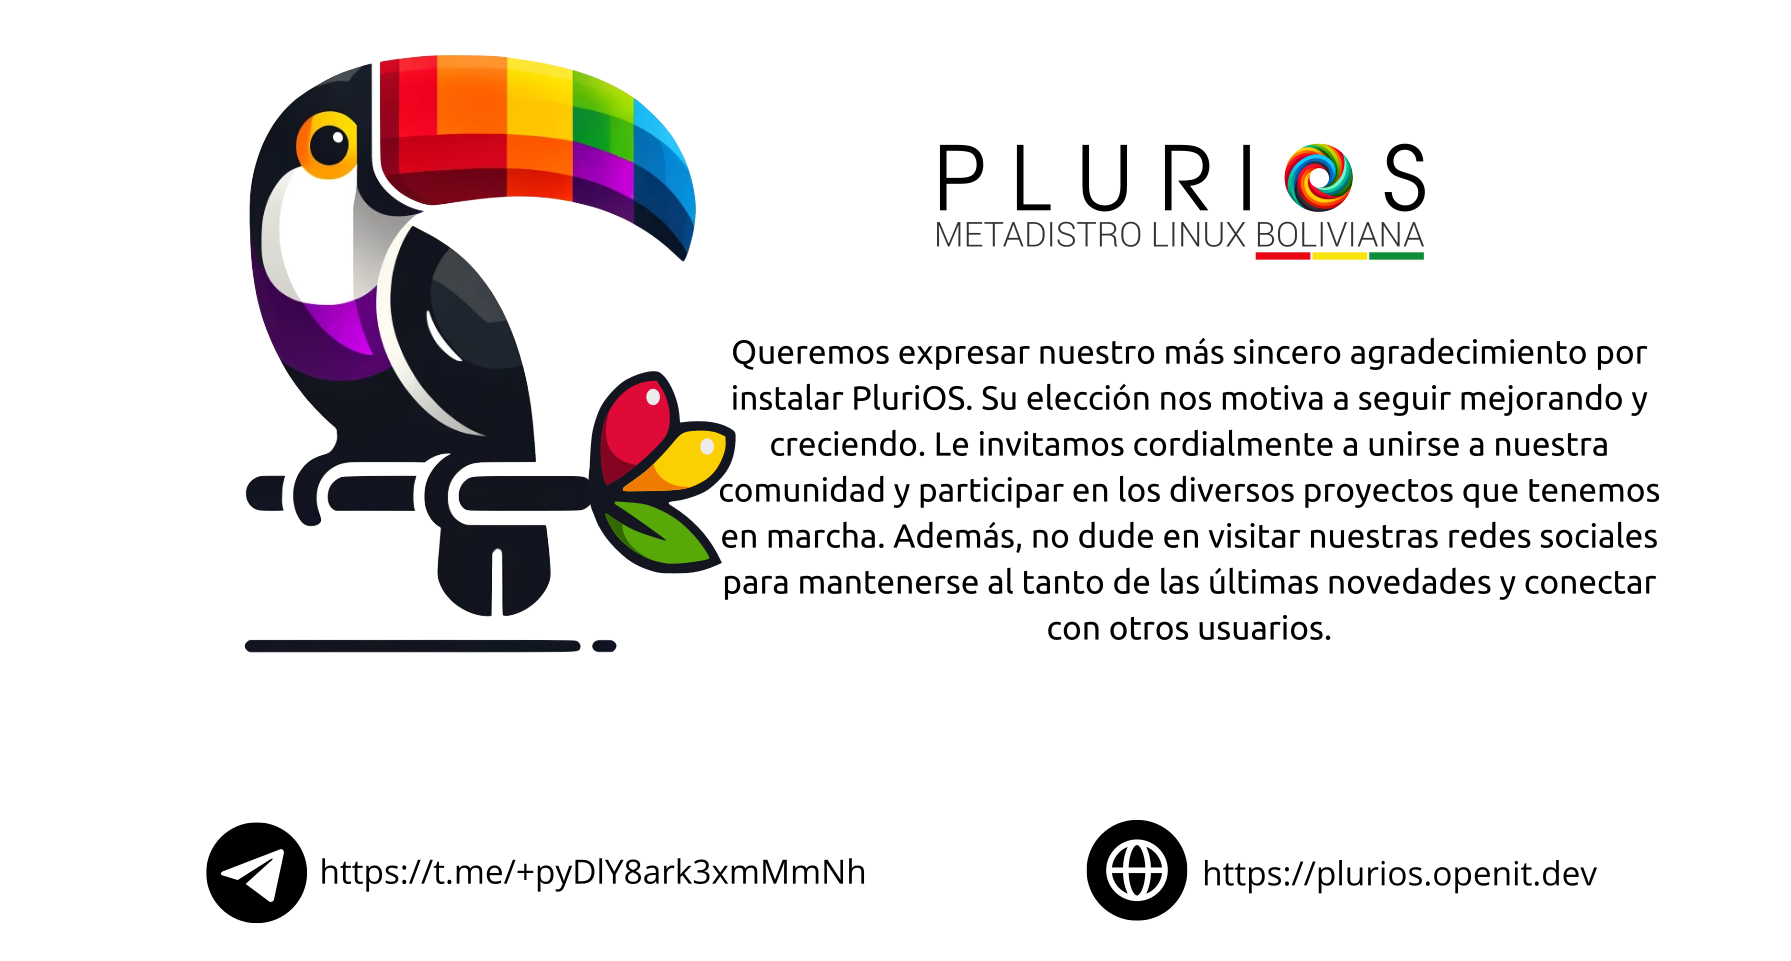 PLURIOS
METADISTRO LINUX BOLIVIANA
Queremos expresar nuestro más sincero agradecimiento por
instalar PluriOS. Su elección nos motiva a seguir mejorando y
creciendo. Le invitamos cordialmente a unirse a nuestra
comunidad y participar en los diversos proyectos que tenemos
en marcha. Además, no dude en visitar nuestras redes sociales
para mantenerse al tanto de las últimas novedades y conectar
con otros usuarios.
https://t.me/+pyDlY8ark3xmMmNh
https://plurios.openit.dev